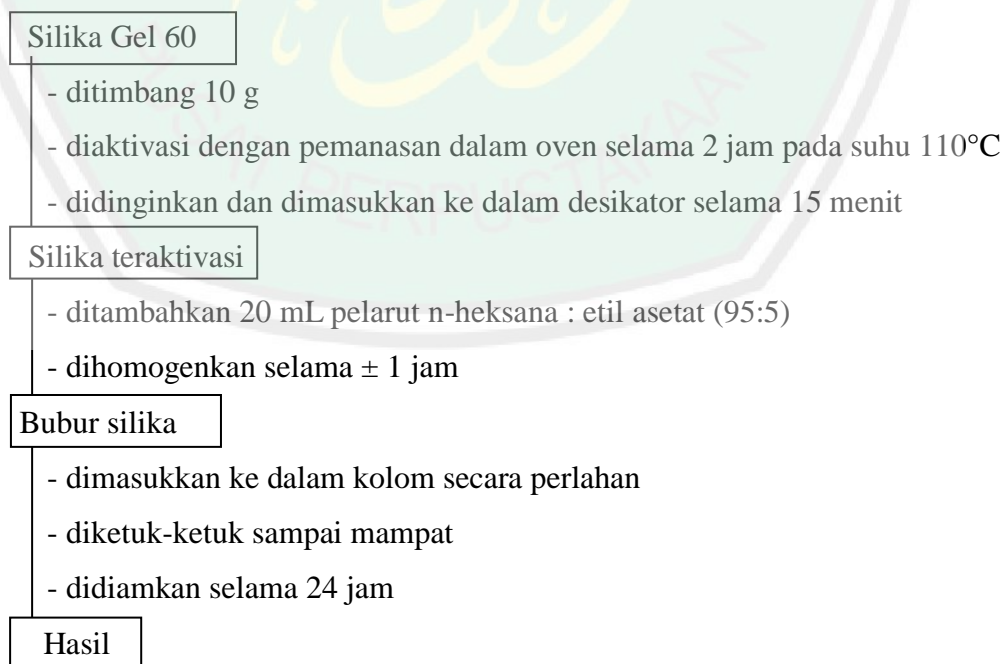 Silika Gel 60
- ditimbang 10 g
- diaktivasi dengan pemanasan dalam oven selama 2 jam pada suhu 110°C
- didinginkan dan dimasukkan ke dalam desikator selama 15 menit
Silika teraktivasi
- ditambahkan 20 mL pelarut n-heksana : etil asetat (95:5)
- dihomogenkan selama ± 1 jam
Bubur silika
- dimasukkan ke dalam kolom secara perlahan
- diketuk-ketuk sampai mampat
- didiamkan selama 24 jam
Hasil